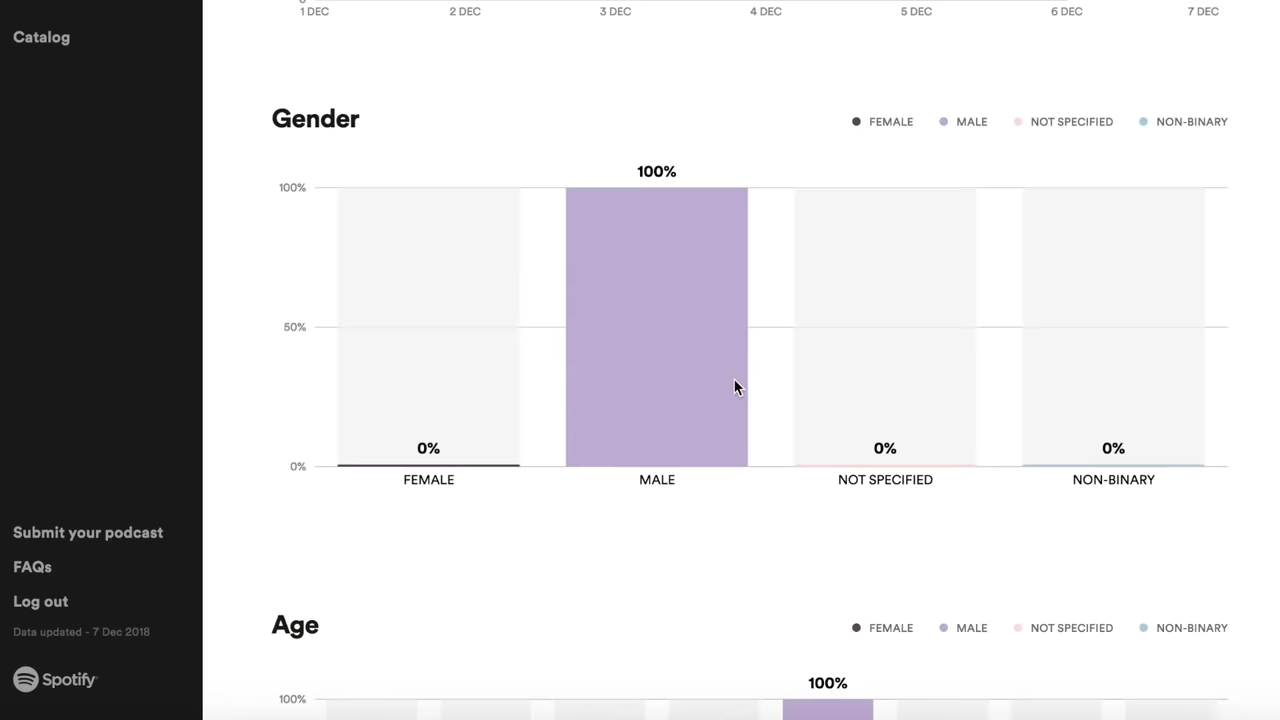 Catalog
1 DEC 2 DEC 3 DEC 4 DEC 5 DEC 6 DEC 7 DEC
Gender
FEMALE MALE NOT SPECIFIED NON-BINARY
100%
100%
50%
0% 0% 0%
0%
FEMALE MALE NOT SPECIFIED NON-BINARY
Submit your podcast
FAQs
Log out
Data updated - 7 Dec 2018
Spotify
Age
FEMALE MALE NOT SPECIFIED NON-BINARY
100%
100%